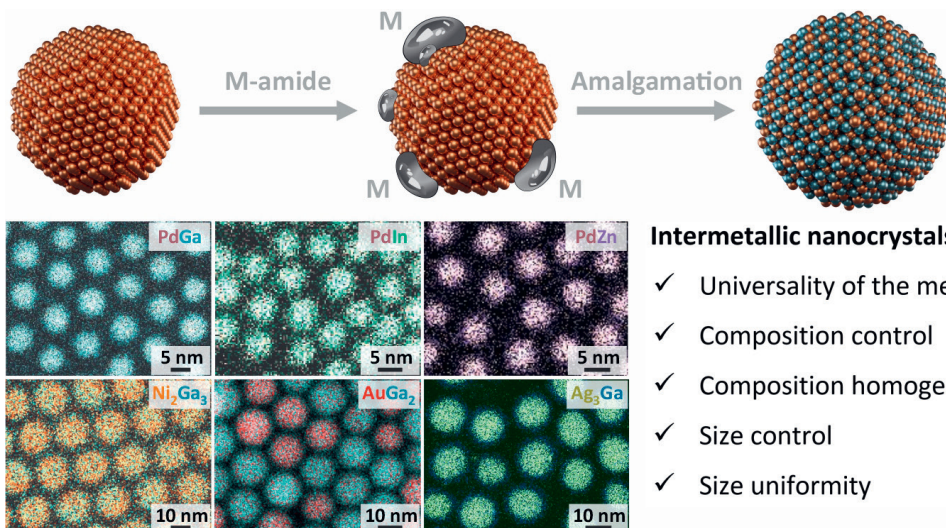 M
M-amide
Amalgamation
M
M
PdGa
PdIn
PdZn
5 nm
5 nm
5 nm
Ni₂Ga₃
AuGa₂
Ag₃Ga
10 nm
10 nm
10 nm
Intermetallic nanocrystals
✓ Universality of the me
✓ Composition control
✓ Composition homoge
✓ Size control
✓ Size uniformity